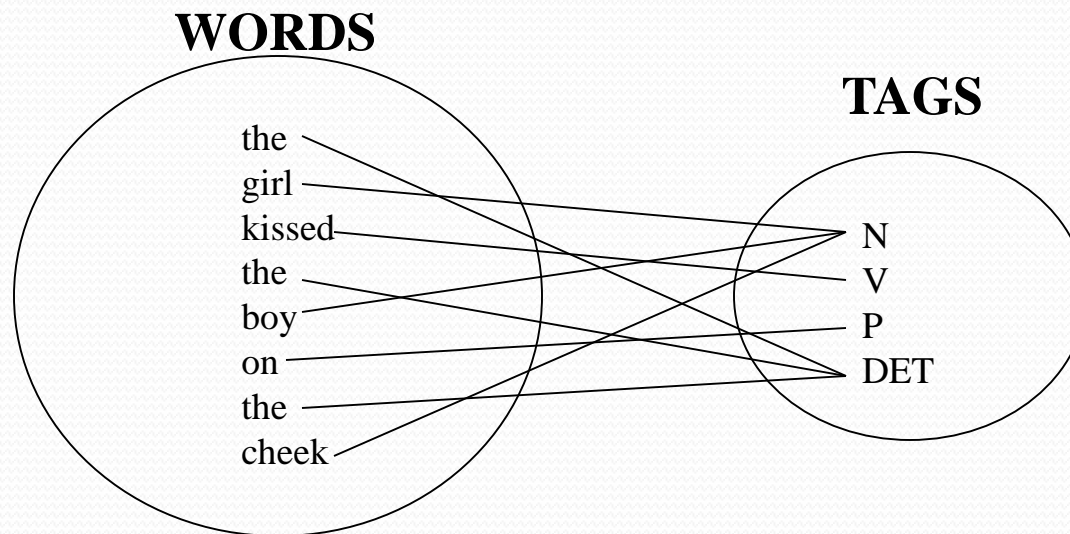 WORDS
the
girl
kissed
the
boy
on
the
cheek
TAGS
N
V
P
DET